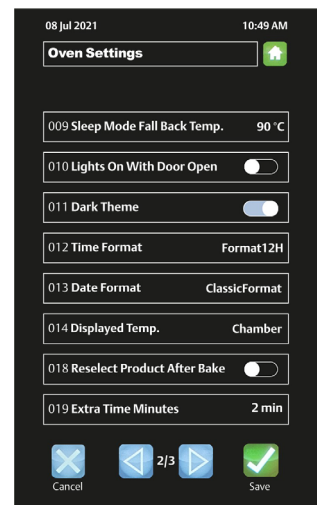 08 Jul 2021 10:49 AM
Oven Settings
009 Sleep Mode Fall Back Temp. 90 °C
010 Lights On With Door Open
011 Dark Theme
012 Time Format Format12H
013 Date Format ClassicFormat
014 Displayed Temp. Chamber
018 Reselect Product After Bake
019 Extra Time Minutes 2 min
2/3
Cancel Save